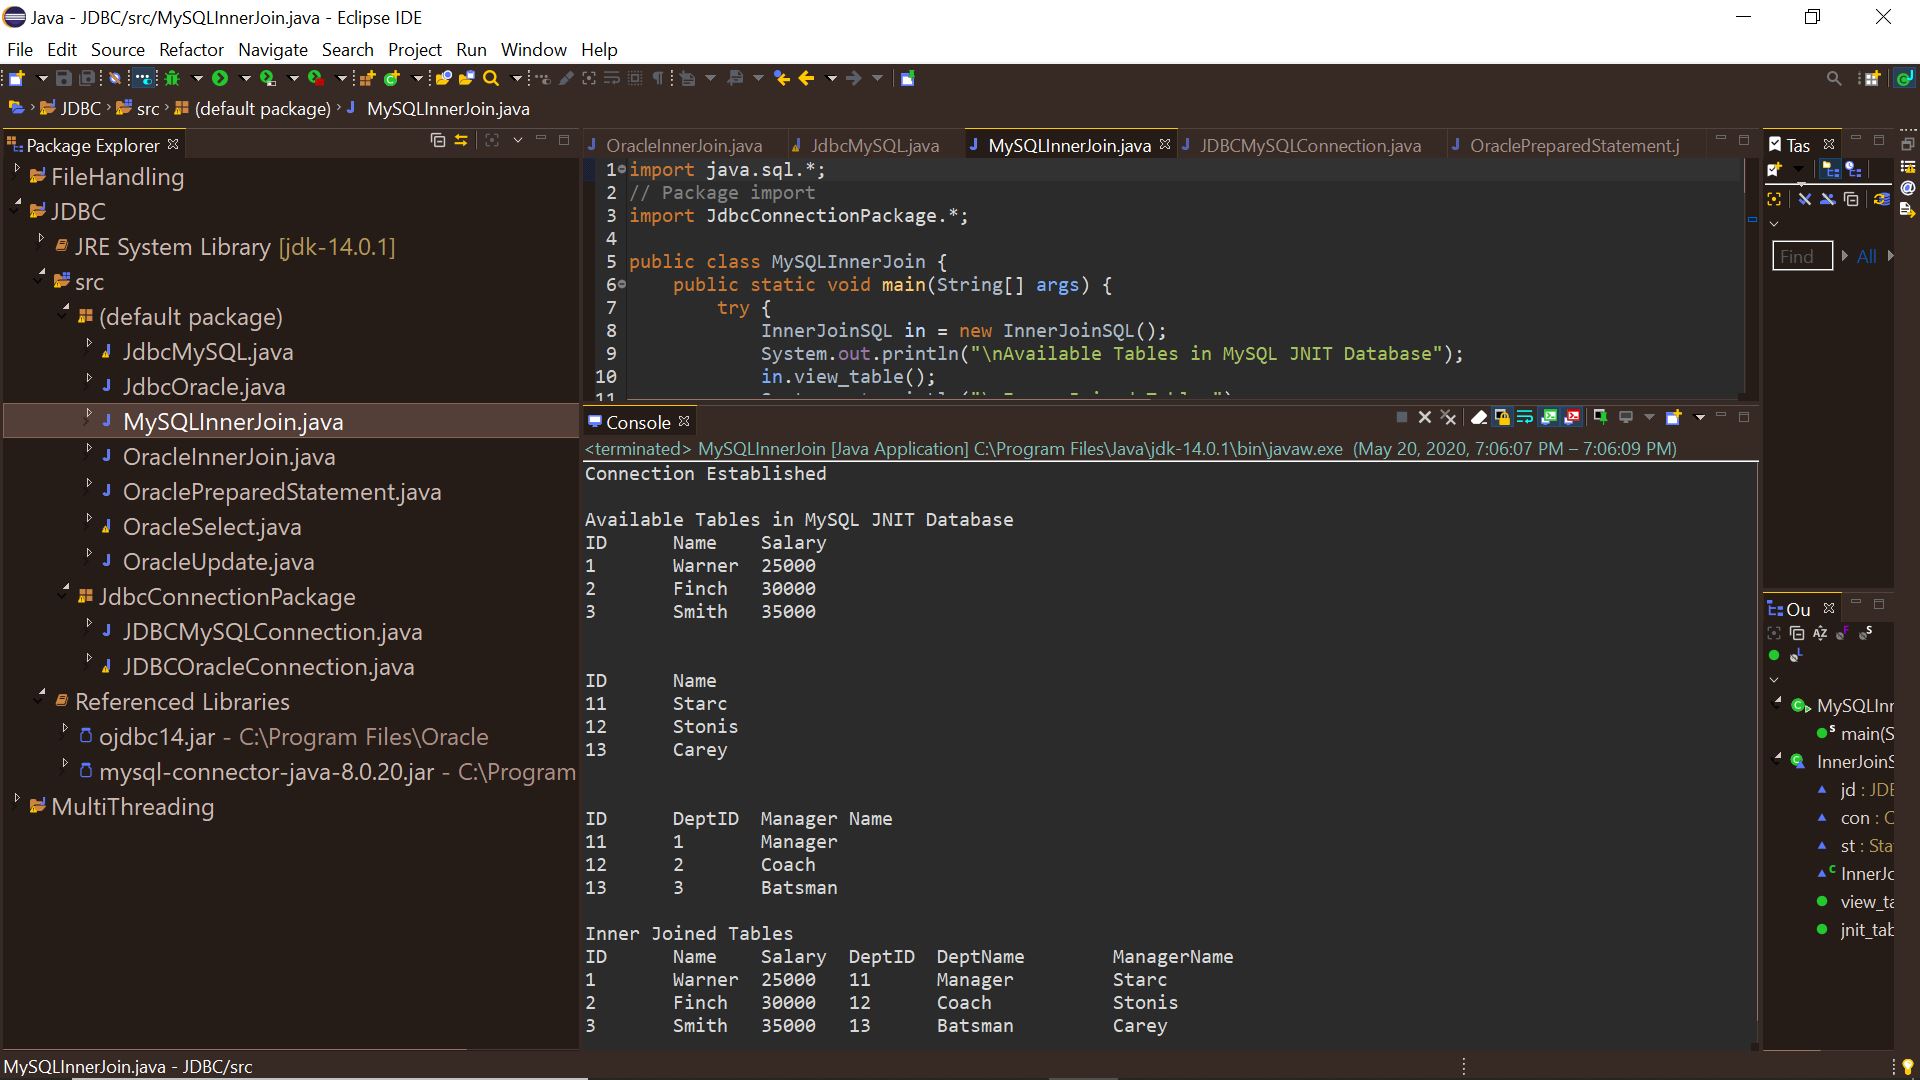 Java - JDBC/src/MySQLInnerJoin.java - Eclipse IDE
File Edit Source Refactor Navigate Search Project Run Window Help
JDBC src (default package) MySQLInnerJoin.java
Package Explorer
FileHandling
JDBC
JRE System Library [jdk-14.0.1]
src
(default package)
JdbcMySQL.java
JdbcOracle.java
MySQLInnerJoin.java
OracleInnerJoin.java
OraclePreparedStatement.java
OracleSelect.java
OracleUpdate.java
JdbcConnectionPackage
JDBCMySQLConnection.java
JDBCOracleConnection.java
Referenced Libraries
ojdbc14.jar - C:\Program Files\Oracle
mysql-connector-java-8.0.20.jar - C:\Program
MultiThreading
OracleInnerJoin.java JdbcMySQL.java MySQLInnerJoin.java JDBCMySQLConnection.java OraclePreparedStatement.j
1 import java.sql.*;
2 // Package import
3 import JdbcConnectionPackage.*;
4
5 public class MySQLInnerJoin {
6 public static void main(String[] args) {
7 try {
8 InnerJoinSQL in = new InnerJoinSQL();
9 System.out.println("\nAvailable Tables in MySQL JNIT Database");
10 in.view_table();
11
Console
<terminated> MySQLInnerJoin [Java Application] C:\Program Files\Java\jdk-14.0.1\bin\javaw.exe (May 20, 2020, 7:06:07 PM – 7:06:09 PM)
Connection Established
Available Tables in MySQL JNIT Database
ID Name Salary
1 Warner 25000
2 Finch 30000
3 Smith 35000
ID Name
11 Starc
12 Stonis
13 Carey
ID DeptID Manager Name
11 1 Manager
12 2 Coach
13 3 Batsman
Inner Joined Tables
ID Name Salary DeptID DeptName ManagerName
1 Warner 25000 11 Manager Starc
2 Finch 30000 12 Coach Stonis
3 Smith 35000 13 Batsman Carey
Tas
Find All
Ou
MySQLInr
main(S
InnerJoinS
jd : JDE
con : C
st : Sta
InnerJc
view_ta
jnit_tab
MySQLInnerJoin.java - JDBC/src